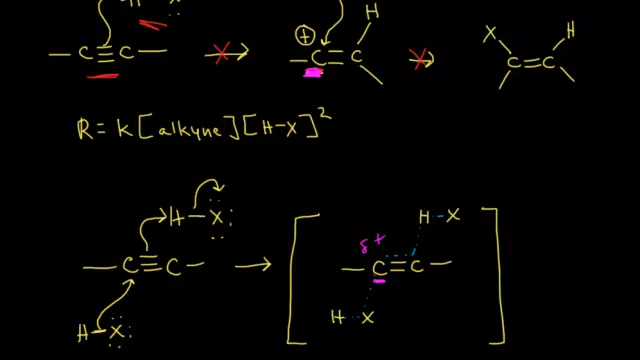 H X
⊕ H
— C≡C — → — C=C → X H C=C
R = k [alkyne][H-X]²
H—X:
— C≡C — → [ — C=C — ]
δ+ H-X
H—X: H X